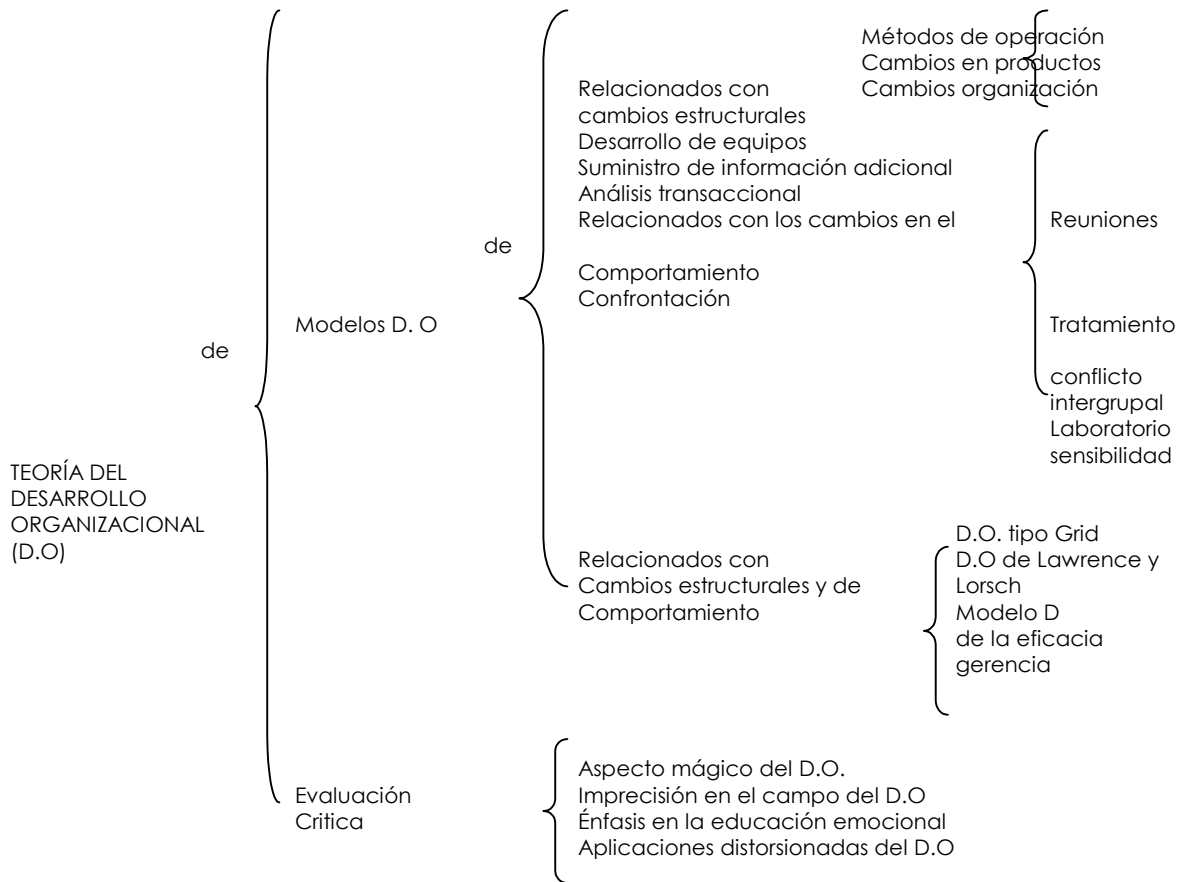 TEORÍA DEL
DESARROLLO
ORGANIZACIONAL
(D.O)
de
Modelos D. O
de
Relacionados con
cambios estructurales
Desarrollo de equipos
Suministro de información adicional
Análisis transaccional
Relacionados con los cambios en el
Comportamiento
Confrontación
Métodos de operación
Cambios en productos
Cambios organización
Reuniones
Tratamiento
conflicto
intergrupal
Laboratorio
sensibilidad
Relacionados con
Cambios estructurales y de
Comportamiento
D.O. tipo Grid
D.O de Lawrence y
Lorsch
Modelo D
de la eficacia
gerencia
Evaluación
Critica
Aspecto mágico del D.O.
Imprecisión en el campo del D.O
Énfasis en la educación emocional
Aplicaciones distorsionadas del D.O